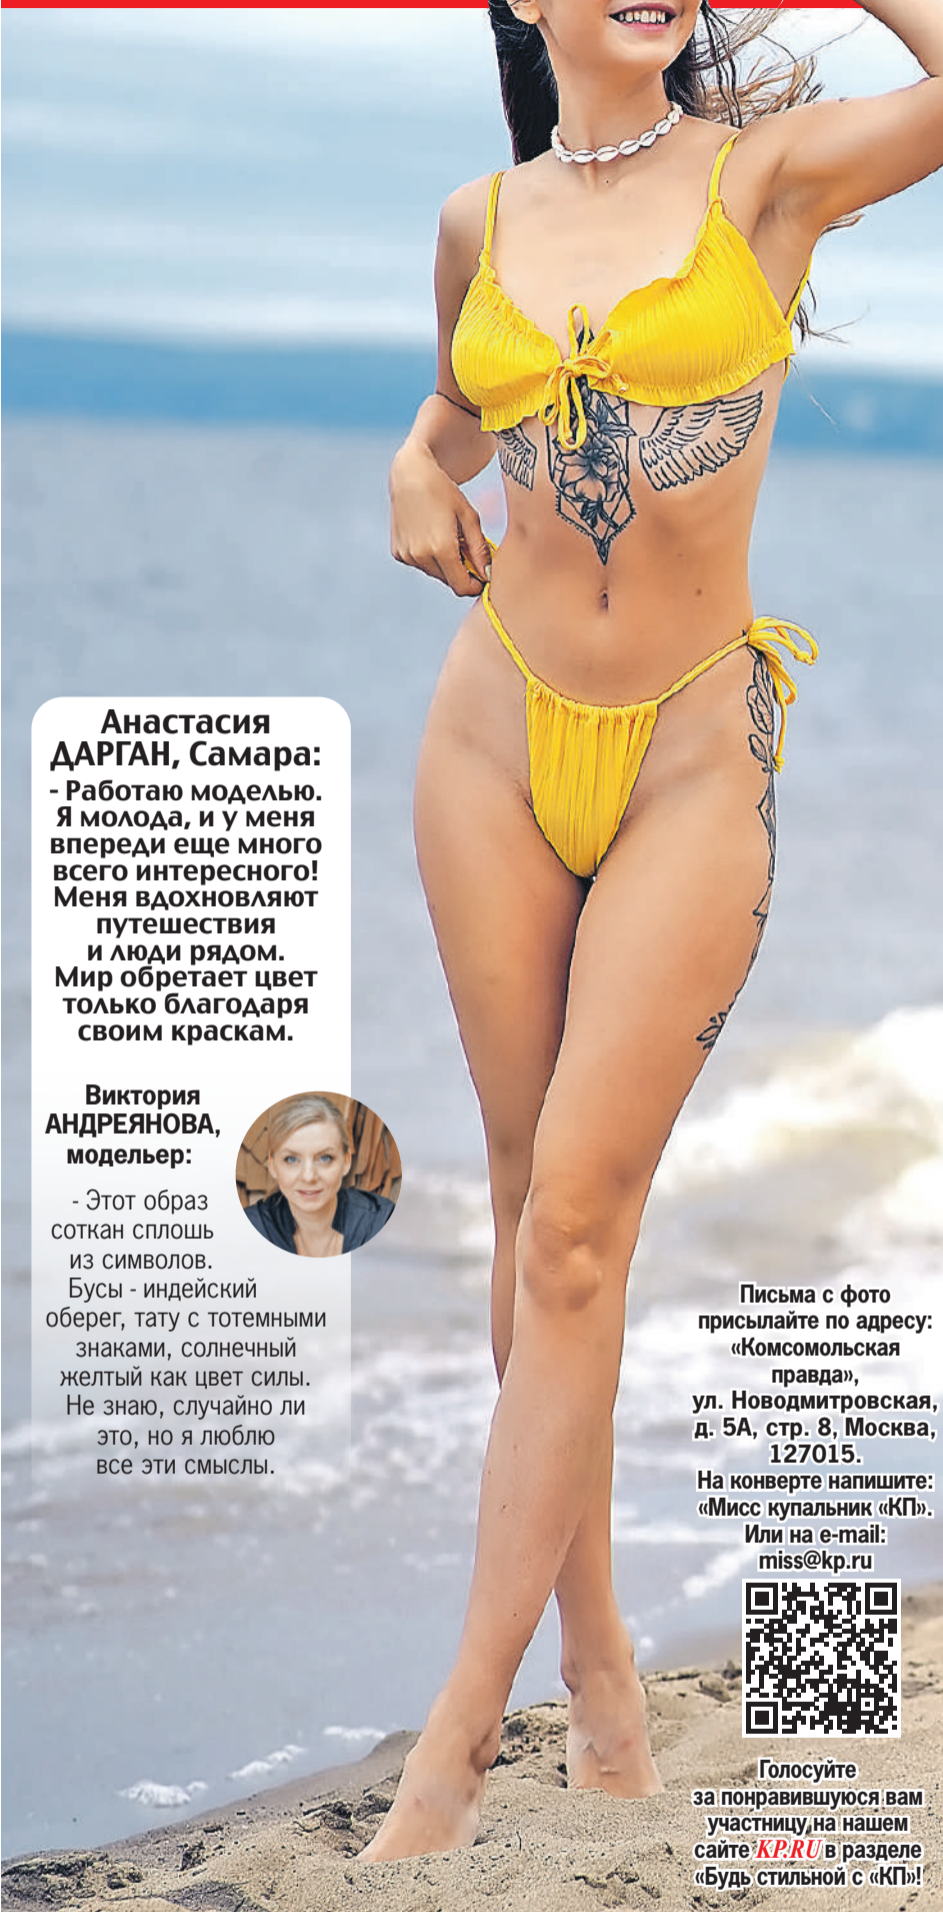 Анастасия
ДАРГАН, Самара:
- Работаю моделью.
Я молода, и у меня
впереди еще много
всего интересного!
Меня вдохновляют
путешествия
и люди рядом.
Мир обретает цвет
только благодаря
своим краскам.
Виктория
АНДРЕЯНОВА,
модельер:
- Этот образ
соткан сплошь
из символов.
Бусы - индейский
оберег, тату с тотемными
знаками, солнечный
желтый как цвет силы.
Не знаю, случайно ли
это, но я люблю
все эти смыслы.
Письма с фото
присылайте по адресу:
«Комсомольская
правда»,
ул. Новодмитровская,
д. 5А, стр. 8, Москва,
127015.
На конверте напишите:
«Мисс купальник «КП».
Или на e-mail:
miss@kp.ru
Голосуйте
за понравившуюся вам
участницу на нашем
сайте KP.RU в разделе
«Будь стильной с «КП»!